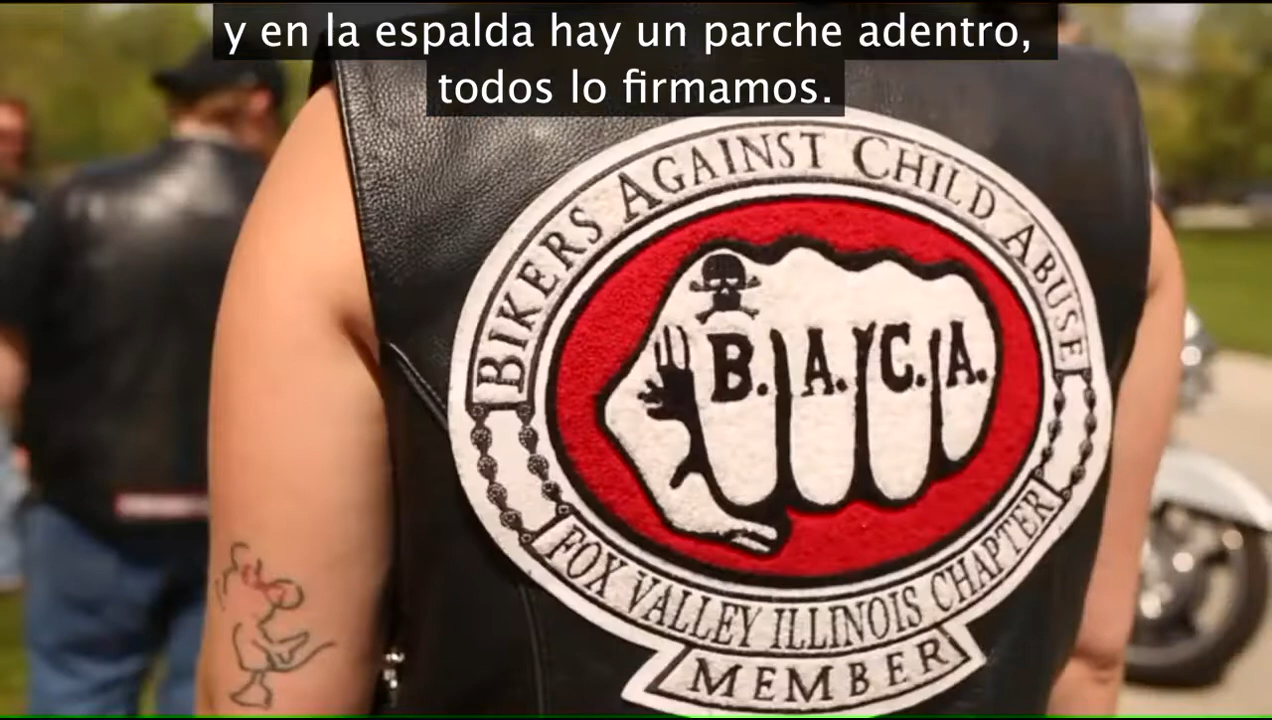 y en la espalda hay un parche adentro,
todos lo firmamos.
BIKERS AGAINST CHILD ABUSE
B. A. C. A.
FOX VALLEY ILLINOIS CHAPTER
MEMBER